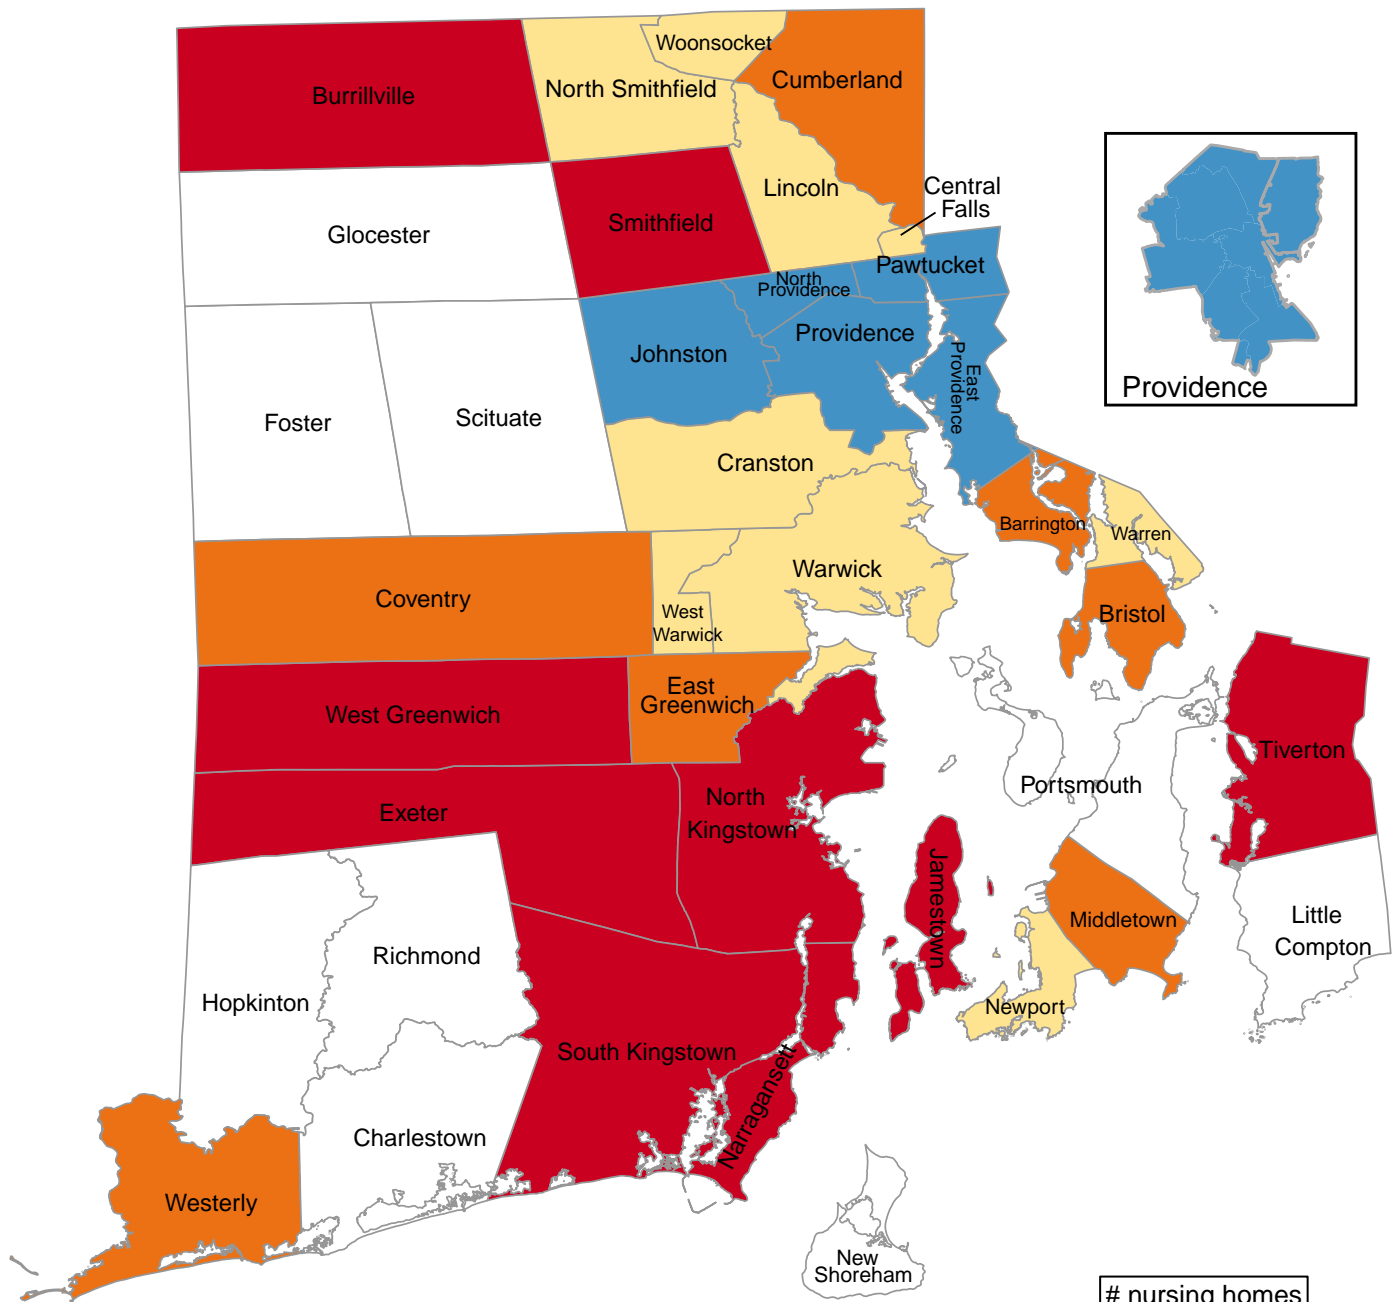 Woonsocket
Cumberland
North Smithfield
Burrillville
Lincoln
Central
Falls
Smithfield
Glocester
Pawtucket
North
Providence
Providence
Johnston
East
Providence
Providence
Foster
Scituate
Cranston
Barrington
Warren
Warwick
Coventry
West
Warwick
Bristol
East
Greenwich
West Greenwich
Tiverton
Portsmouth
North
Kingstown
Exeter
Jamestown
Middletown
Little
Compton
Richmond
Hopkinton
Newport
South Kingstown
Narragansett
Charlestown
Westerly
New
Shoreham
# nursing homes